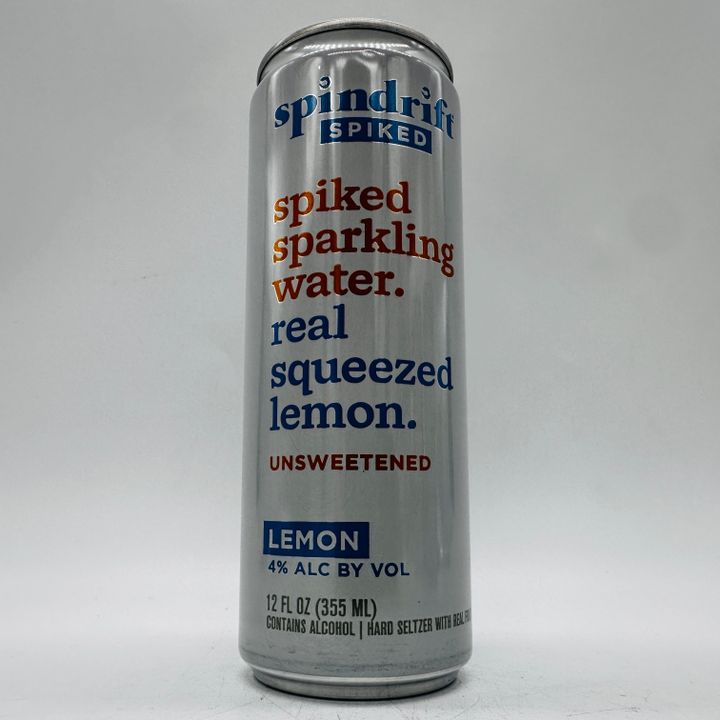 spindrift
SPIKED
spiked
sparkling
water.
real
squeezed
lemon.
UNSWEETENED
LEMON
4% ALC BY VOL
12 FL OZ (355 ML)
CONTAINS ALCOHOL | HARD SELTZER WITH REAL